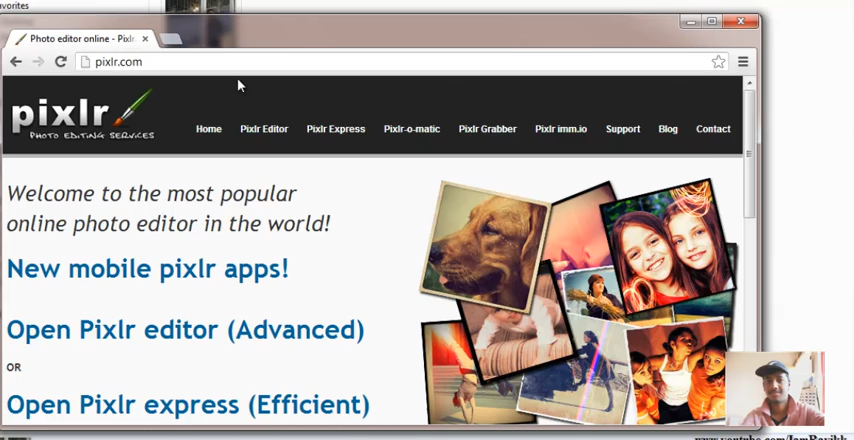 avorites
Photo editor online - Pixlr
pixlr.com
pixlr
PHOTO EDITING SERVICES
Home Pixlr Editor Pixlr Express Pixlr-o-matic Pixlr Grabber Pixlr imm.io Support Blog Contact
Welcome to the most popular
online photo editor in the world!
New mobile pixlr apps!
Open Pixlr editor (Advanced)
OR
Open Pixlr express (Efficient)